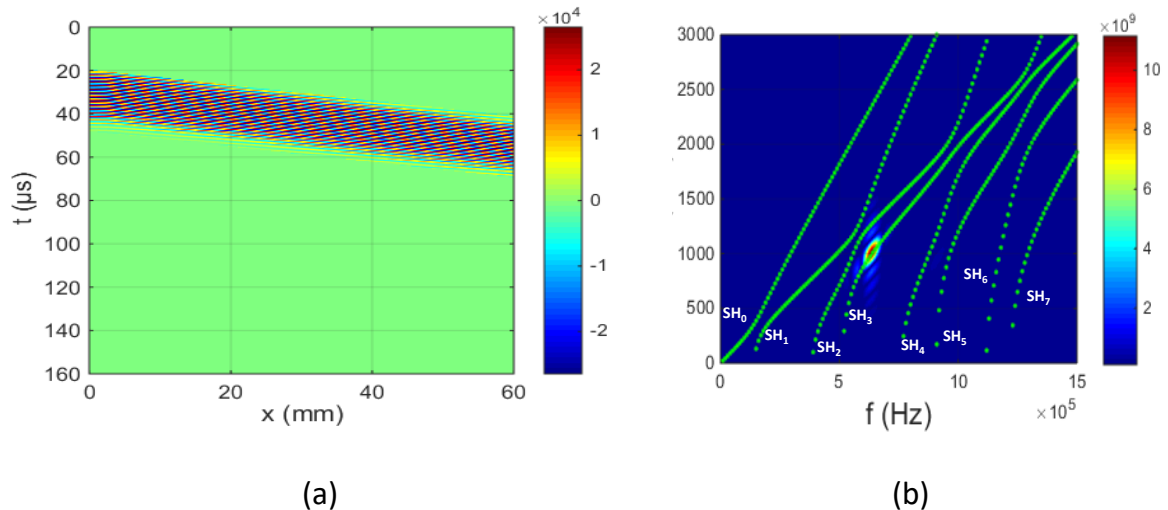 × 10⁴
0
20
40
60
80
100
120
140
160
t (µs)
0
20
40
60
x (mm)
2
1
0
-1
-2
(a)
× 10⁹
3000
2500
2000
1500
1000
500
0
SH₀
SH₁
SH₂
SH₃
SH₄
SH₅
SH₆
SH₇
0
5
10
15
f (Hz)
× 10⁵
10
8
6
4
2
(b)